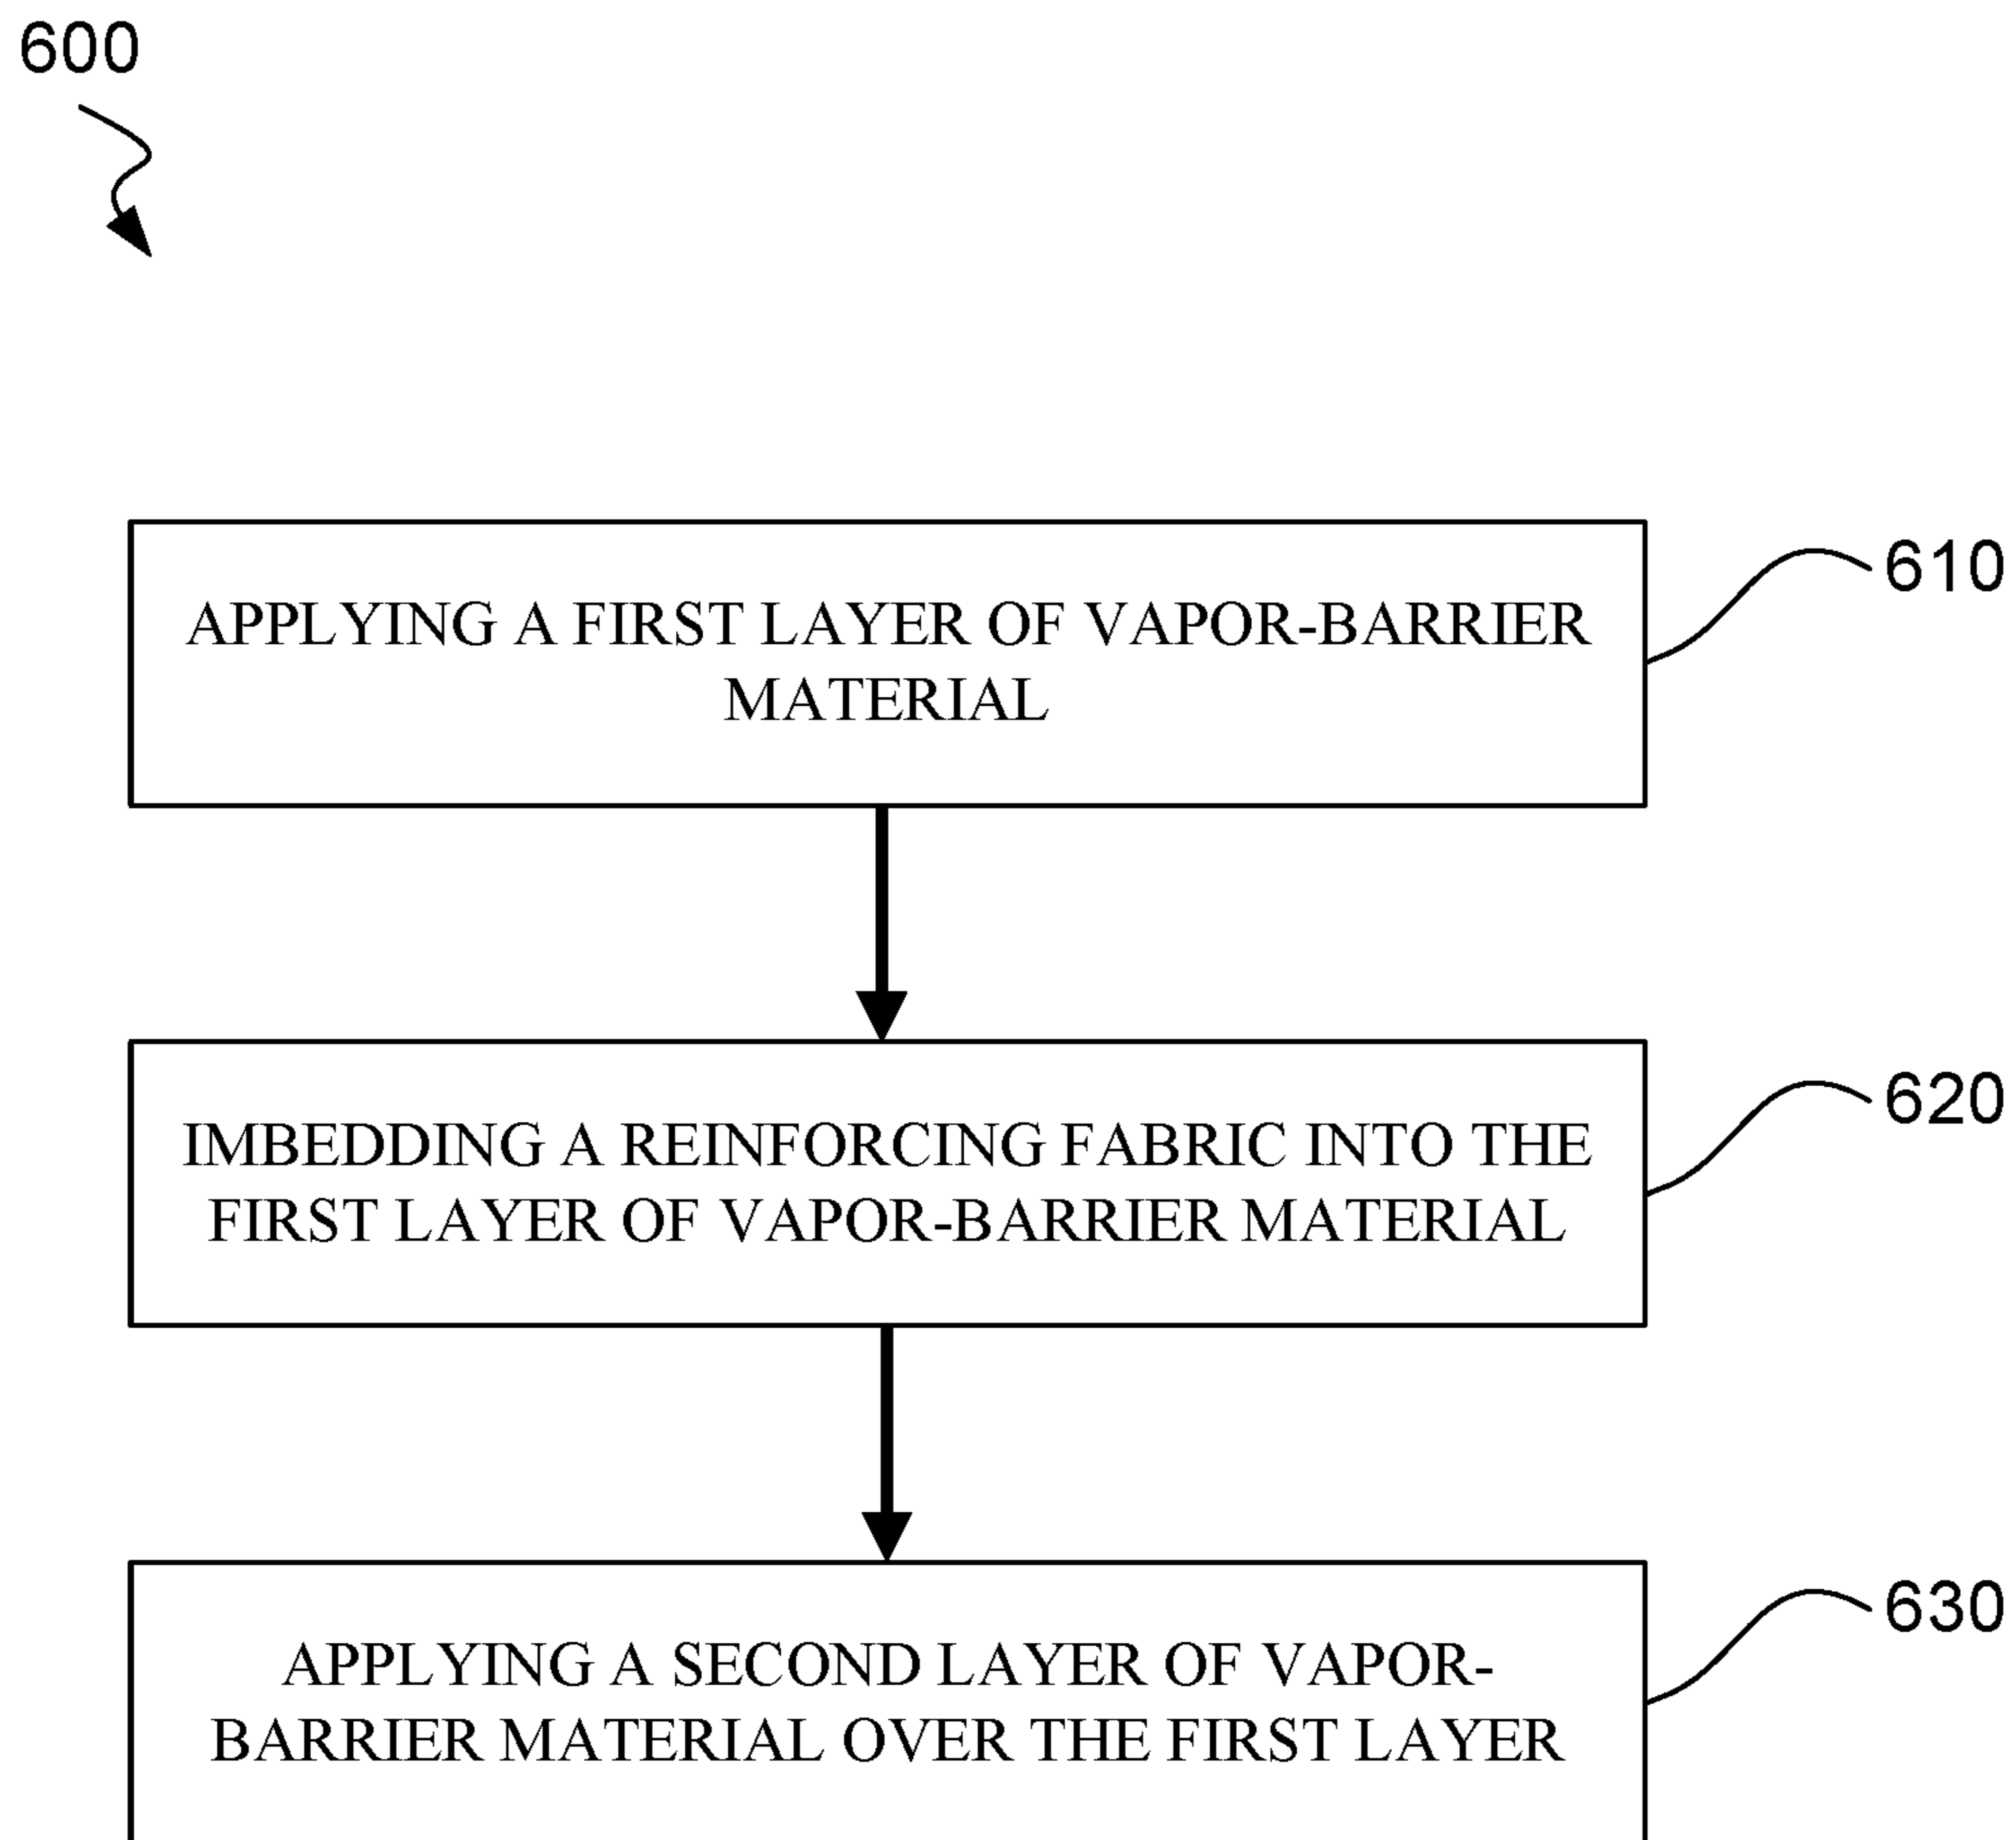 600
APPLYING A FIRST LAYER OF VAPOR-BARRIER
MATERIAL
610
IMBEDDING A REINFORCING FABRIC INTO THE
FIRST LAYER OF VAPOR-BARRIER MATERIAL
620
APPLYING A SECOND LAYER OF VAPOR-
BARRIER MATERIAL OVER THE FIRST LAYER
630